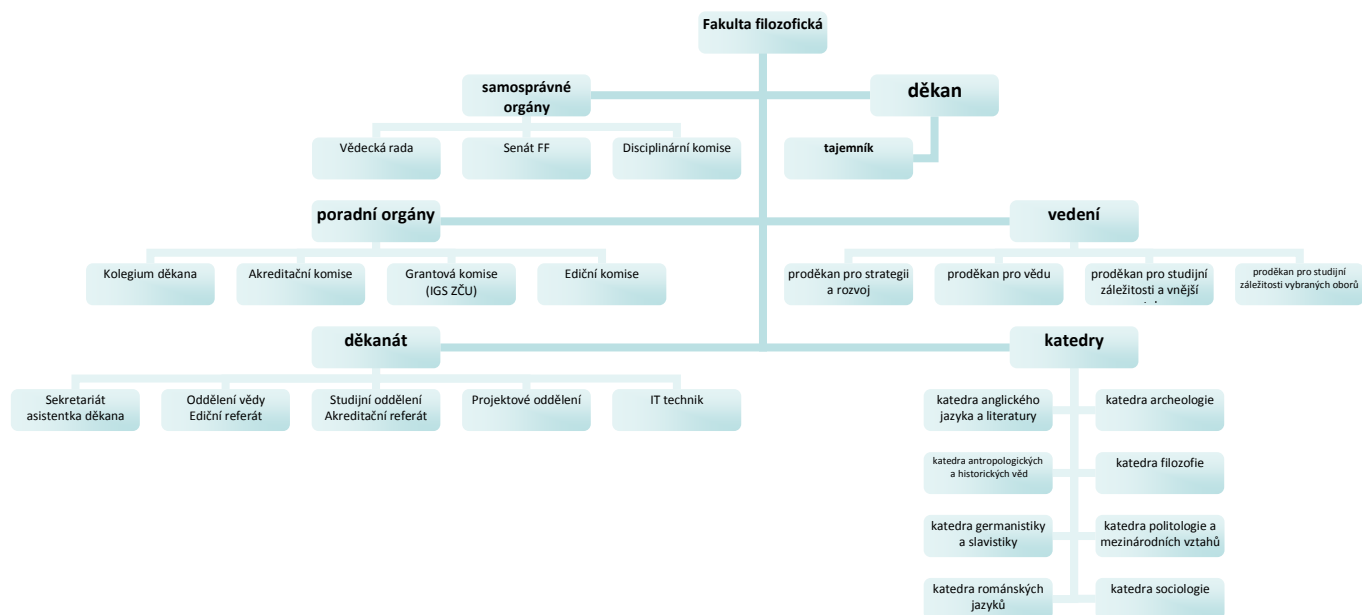 Fakulta filozofická
samosprávné
orgány
děkan
Vědecká rada
Senát FF
Disciplinární komise
tajemník
poradní orgány
vedení
Kolegium děkana
Akreditační komise
Grantová komise
(IGS ZČU)
Ediční komise
proděkan pro strategii
a rozvoj
proděkan pro vědu
proděkan pro studijní
záležitosti a vnější
proděkan pro studijní
záležitosti vybraných oborů
děkanát
katedry
Sekretariát
asistentka děkana
Oddělení vědy
Ediční referát
Studijní oddělení
Akreditační referát
Projektové oddělení
IT technik
katedra anglického
jazyka a literatury
katedra archeologie
katedra antropologických
a historických věd
katedra filozofie
katedra germanistiky
a slavistiky
katedra politologie a
mezinárodních vztahů
katedra románských
jazyků
katedra sociologie